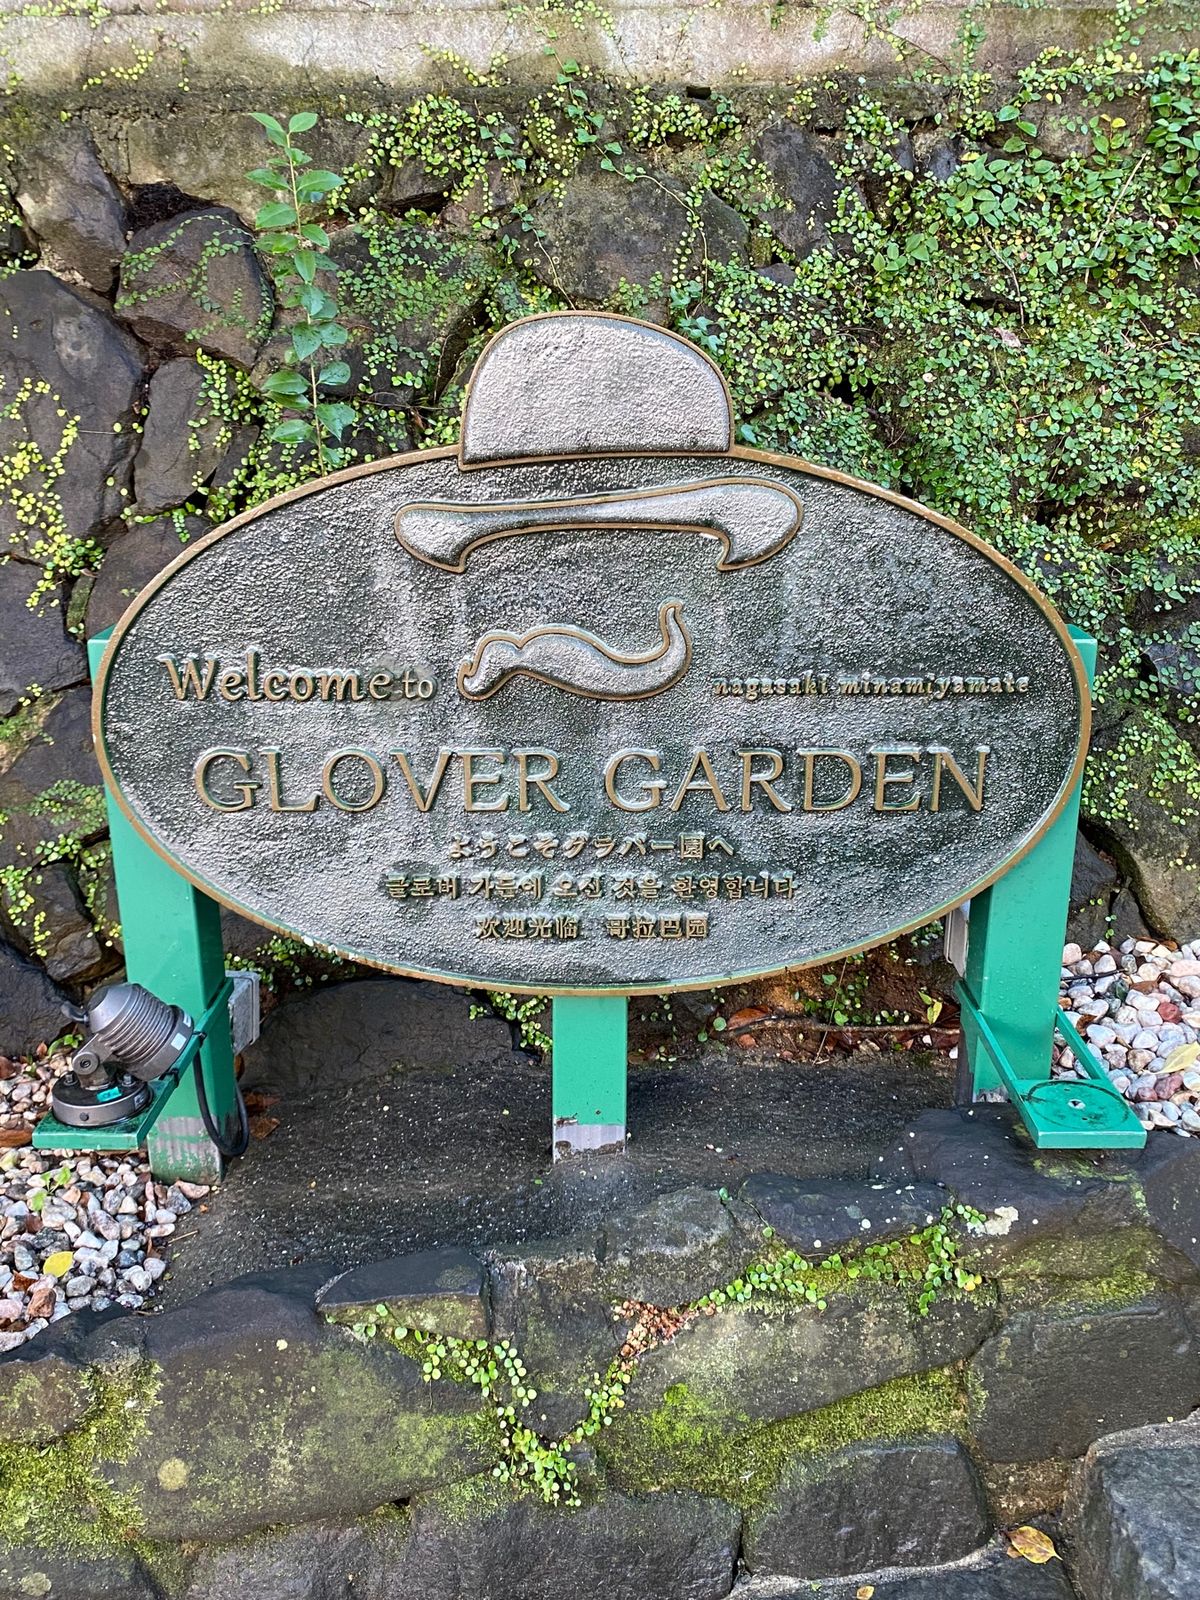 Welcome to
nagasaki minamiyamate
GLOVER GARDEN
ようこそグラバー園へ
글로버 가든에 오신 것을 환영합니다
欢迎光临 哥拉巴园